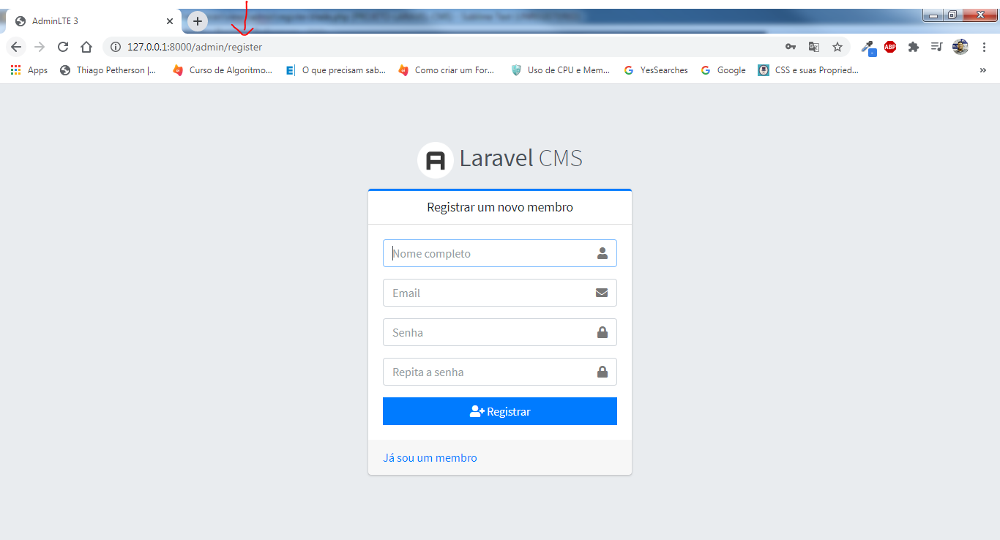 AdminLTE 3
127.0.0.1:8000/admin/register
Apps Thiago Petherson |... Curso de Algoritmo... O que precisam sab... Como criar um For... Uso de CPU e Mem... YesSearches Google CSS e suas Propried...
Laravel CMS
Registrar um novo membro
Nome completo
Email
Senha
Repita a senha
Registrar
Já sou um membro